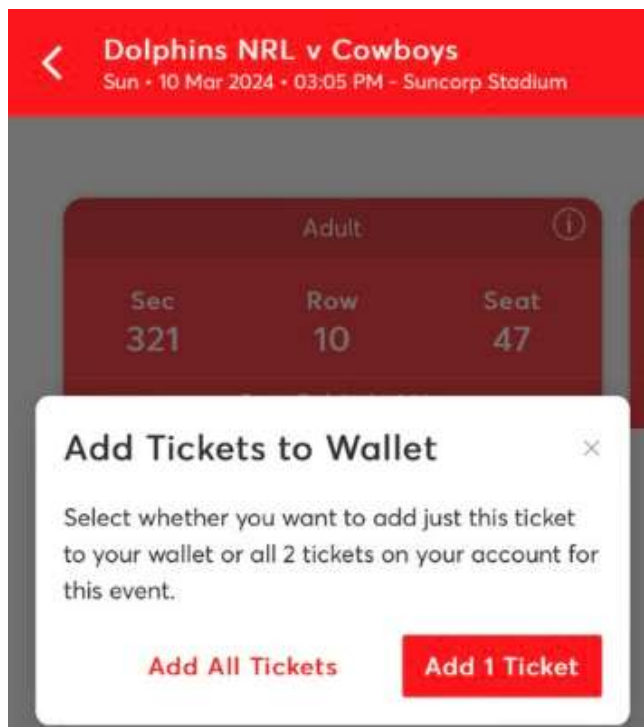 Dolphins NRL v Cowboys
Sun • 10 Mar 2024 • 03:05 PM - Suncorp Stadium
Adult
Sec Row Seat
321 10 47
Add Tickets to Wallet
Select whether you want to add just this ticket
to your wallet or all 2 tickets on your account for
this event.
Add All Tickets Add 1 Ticket